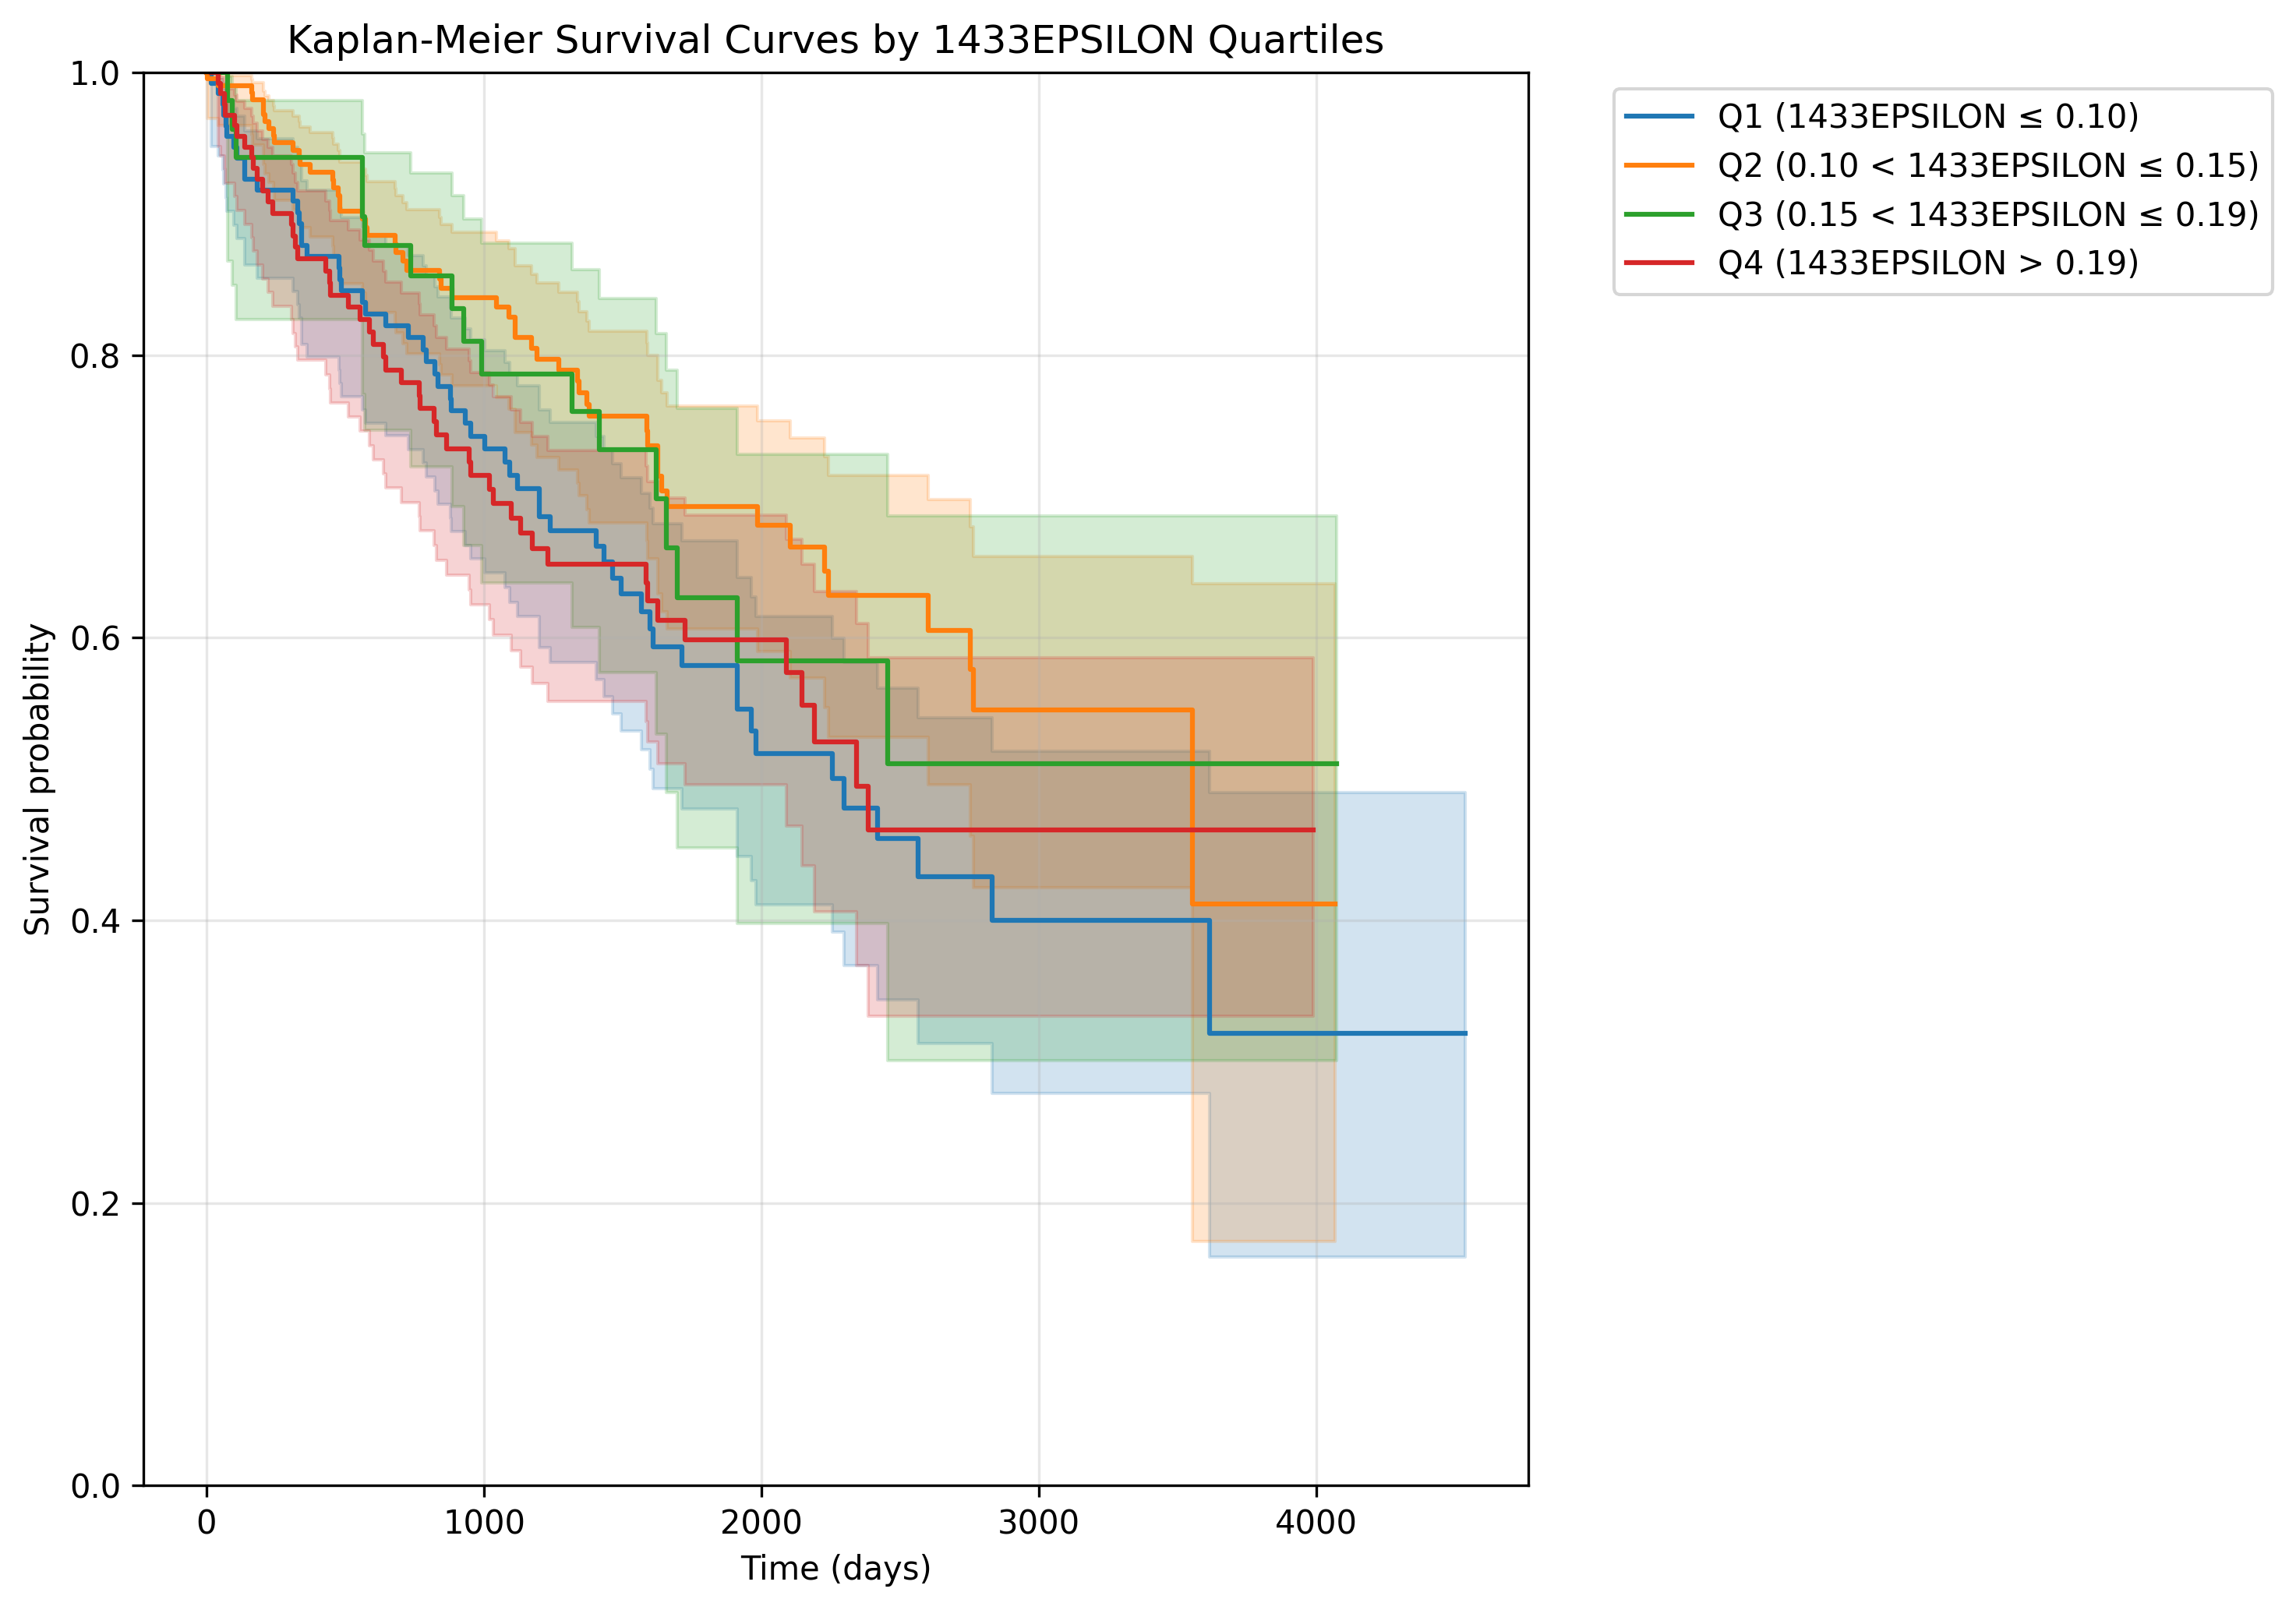 Kaplan-Meier Survival Curves by 1433EPSILON Quartiles
Q1 (1433EPSILON ≤ 0.10)
Q2 (0.10 < 1433EPSILON ≤ 0.15)
Q3 (0.15 < 1433EPSILON ≤ 0.19)
Q4 (1433EPSILON > 0.19)
Survival probability
1.0
0.8
0.6
0.4
0.2
0.0
0 1000 2000 3000 4000
Time (days)